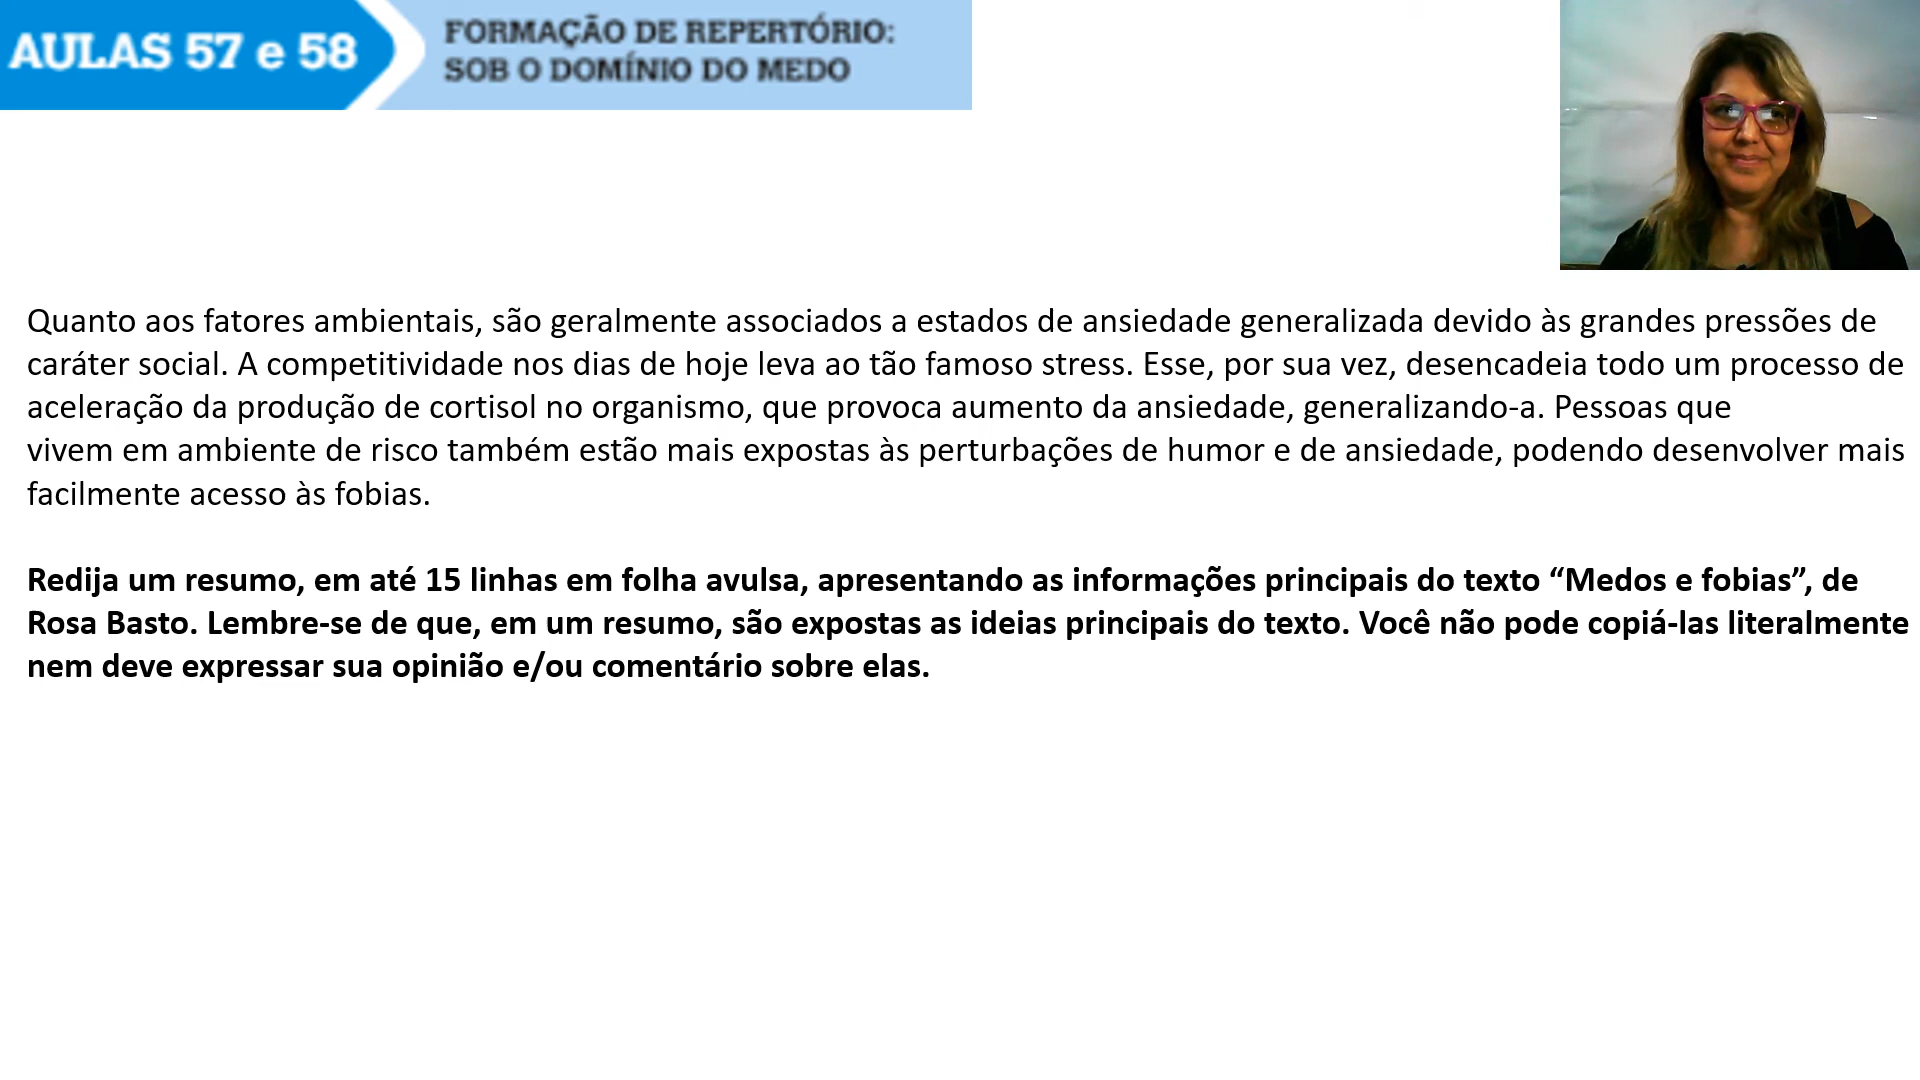 AULAS 57 e 58
FORMAÇÃO DE REPERTÓRIO:
SOB O DOMÍNIO DO MEDO
Quanto aos fatores ambientais, são geralmente associados a estados de ansiedade generalizada devido às grandes pressões de
caráter social. A competitividade nos dias de hoje leva ao tão famoso stress. Esse, por sua vez, desencadeia todo um processo de
aceleração da produção de cortisol no organismo, que provoca aumento da ansiedade, generalizando-a. Pessoas que
vivem em ambiente de risco também estão mais expostas às perturbações de humor e de ansiedade, podendo desenvolver mais
facilmente acesso às fobias.
Redija um resumo, em até 15 linhas em folha avulsa, apresentando as informações principais do texto “Medos e fobias”, de
Rosa Basto. Lembre-se de que, em um resumo, são expostas as ideias principais do texto. Você não pode copiá-las literalmente
nem deve expressar sua opinião e/ou comentário sobre elas.